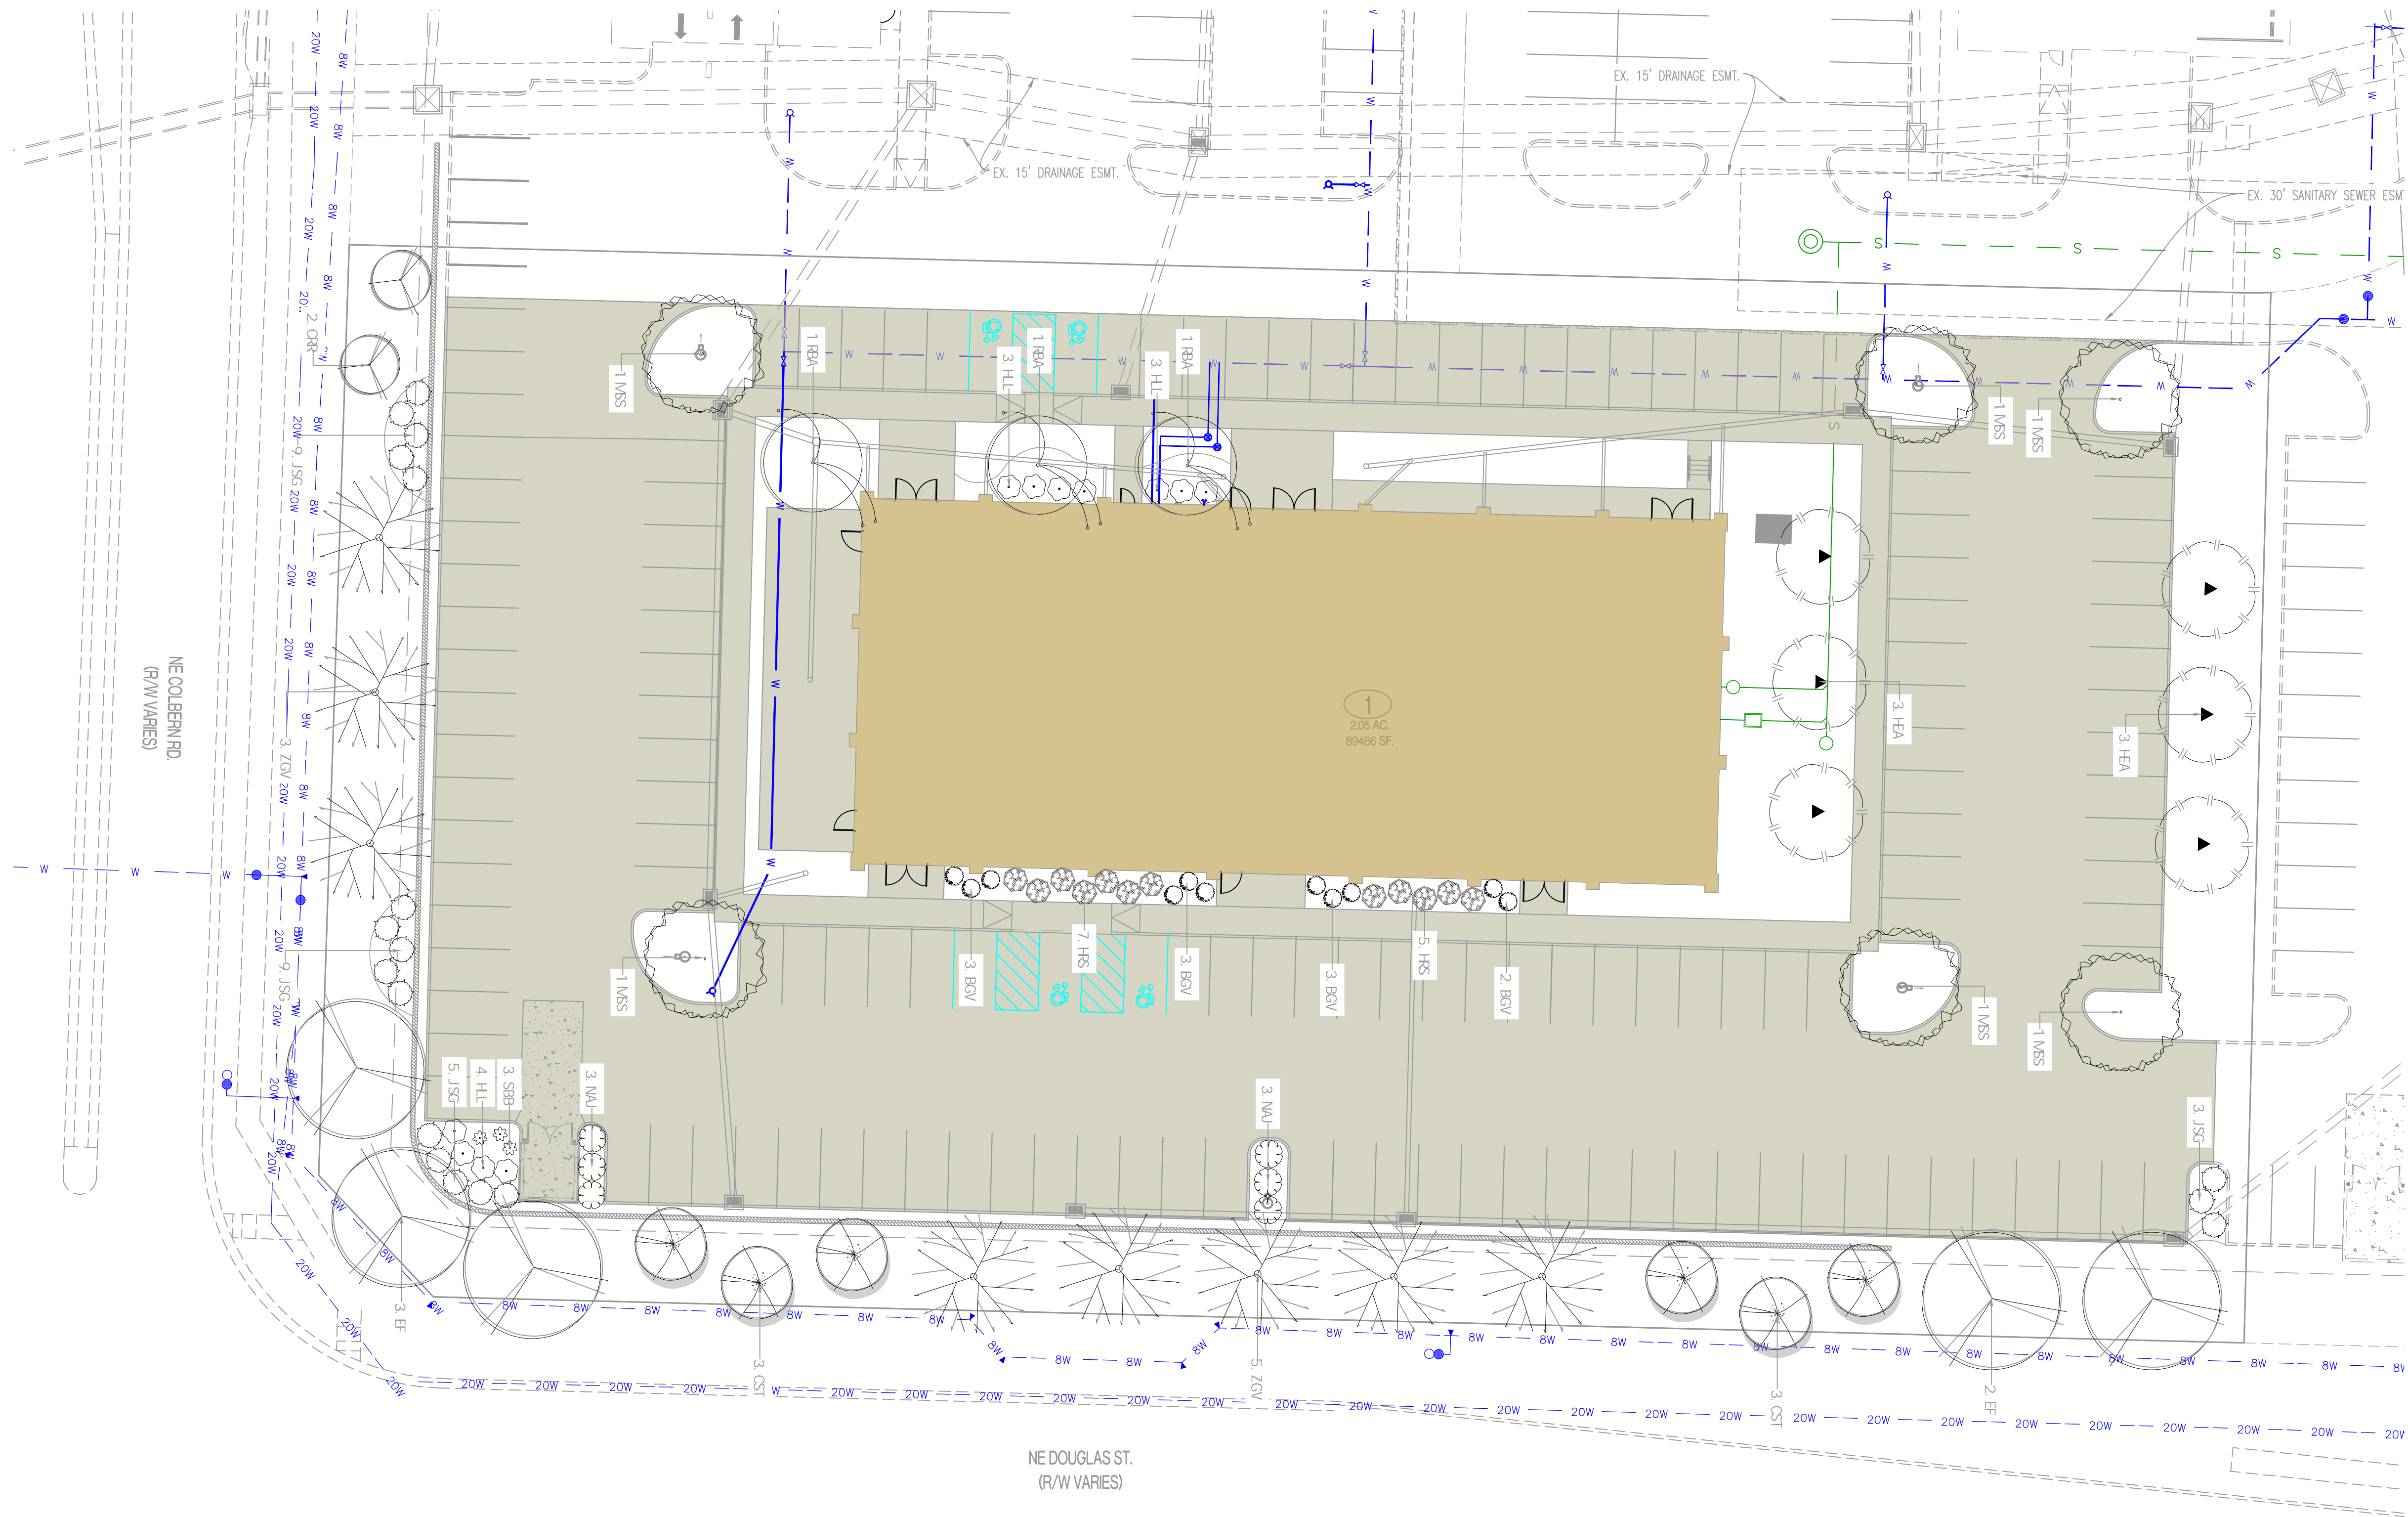 EX. 15' DRAINAGE ESMT.
EX. 15' DRAINAGE ESMT.
EX. 30' SANITARY SEWER ESMT
2. CRR
1 RBA
3. HLL
1 RBA
3. HLL
1 RBA
1 MSS
1 MSS
1 MSS
9. JSG
NE COLBERN RD.
(R/W VARIES)
3. ZGV
1
2.05 AC.
89486 SF.
3. HEA
3. HEA
9. JSG
1 MSS
3. BGV
7. HRS
3. BGV
3. BGV
5. HRS
2. BGV
1 MSS
1 MSS
5. JSG
4. HLL
3. SBB
3. NAJ
3. NAJ
3. JSG
3. EF
3. CST
5. ZGV
3. CST
2. EF
20W
8W
W
S
NE DOUGLAS ST.
(R/W VARIES)